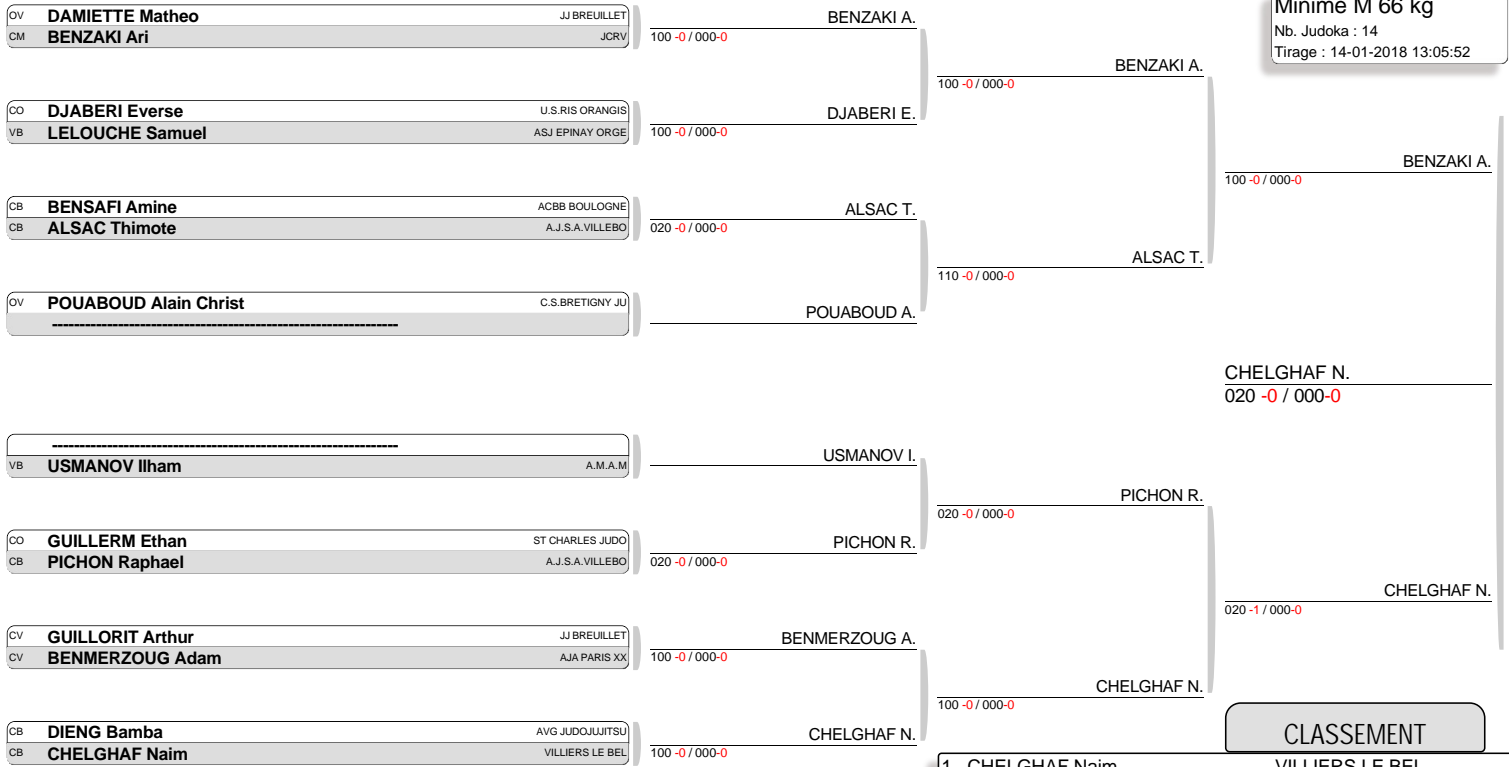 Minime M 66 kg
Nb. Judoka : 14
Tirage : 14-01-2018 13:05:52
OV DAMIETTE Matheo JJ BREUILLET
CM BENZAKI Ari JCRV
BENZAKI A.
100 -0 / 000-0
CO DJABERI Everse U.S.RIS ORANGIS
VB LELOUCHE Samuel ASJ EPINAY ORGE
DJABERI E.
100 -0 / 000-0
BENZAKI A.
100 -0 / 000-0
CB BENSAFI Amine ACBB BOULOGNE
CB ALSAC Thimote A.J.S.A.VILLEBO
ALSAC T.
020 -0 / 000-0
OV POUABOUD Alain Christ C.S.BRETIGNY JU
----------------------------------------------------------------
POUABOUD A.
ALSAC T.
110 -0 / 000-0
BENZAKI A.
100 -0 / 000-0
CHELGHAF N.
020 -0 / 000-0
----------------------------------------------------------------
VB USMANOV Ilham A.M.A.M
USMANOV I.
CO GUILLERM Ethan ST CHARLES JUDO
CB PICHON Raphael A.J.S.A.VILLEBO
PICHON R.
020 -0 / 000-0
PICHON R.
020 -0 / 000-0
CV GUILLORIT Arthur JJ BREUILLET
CV BENMERZOUG Adam AJA PARIS XX
BENMERZOUG A.
100 -0 / 000-0
CB DIENG Bamba AVG JUDOJUJITSU
CB CHELGHAF Naim VILLIERS LE BEL
CHELGHAF N.
100 -0 / 000-0
CHELGHAF N.
100 -0 / 000-0
CHELGHAF N.
020 -1 / 000-0
CLASSEMENT
1 CHELGHAF Naim VILLIERS LE BEL